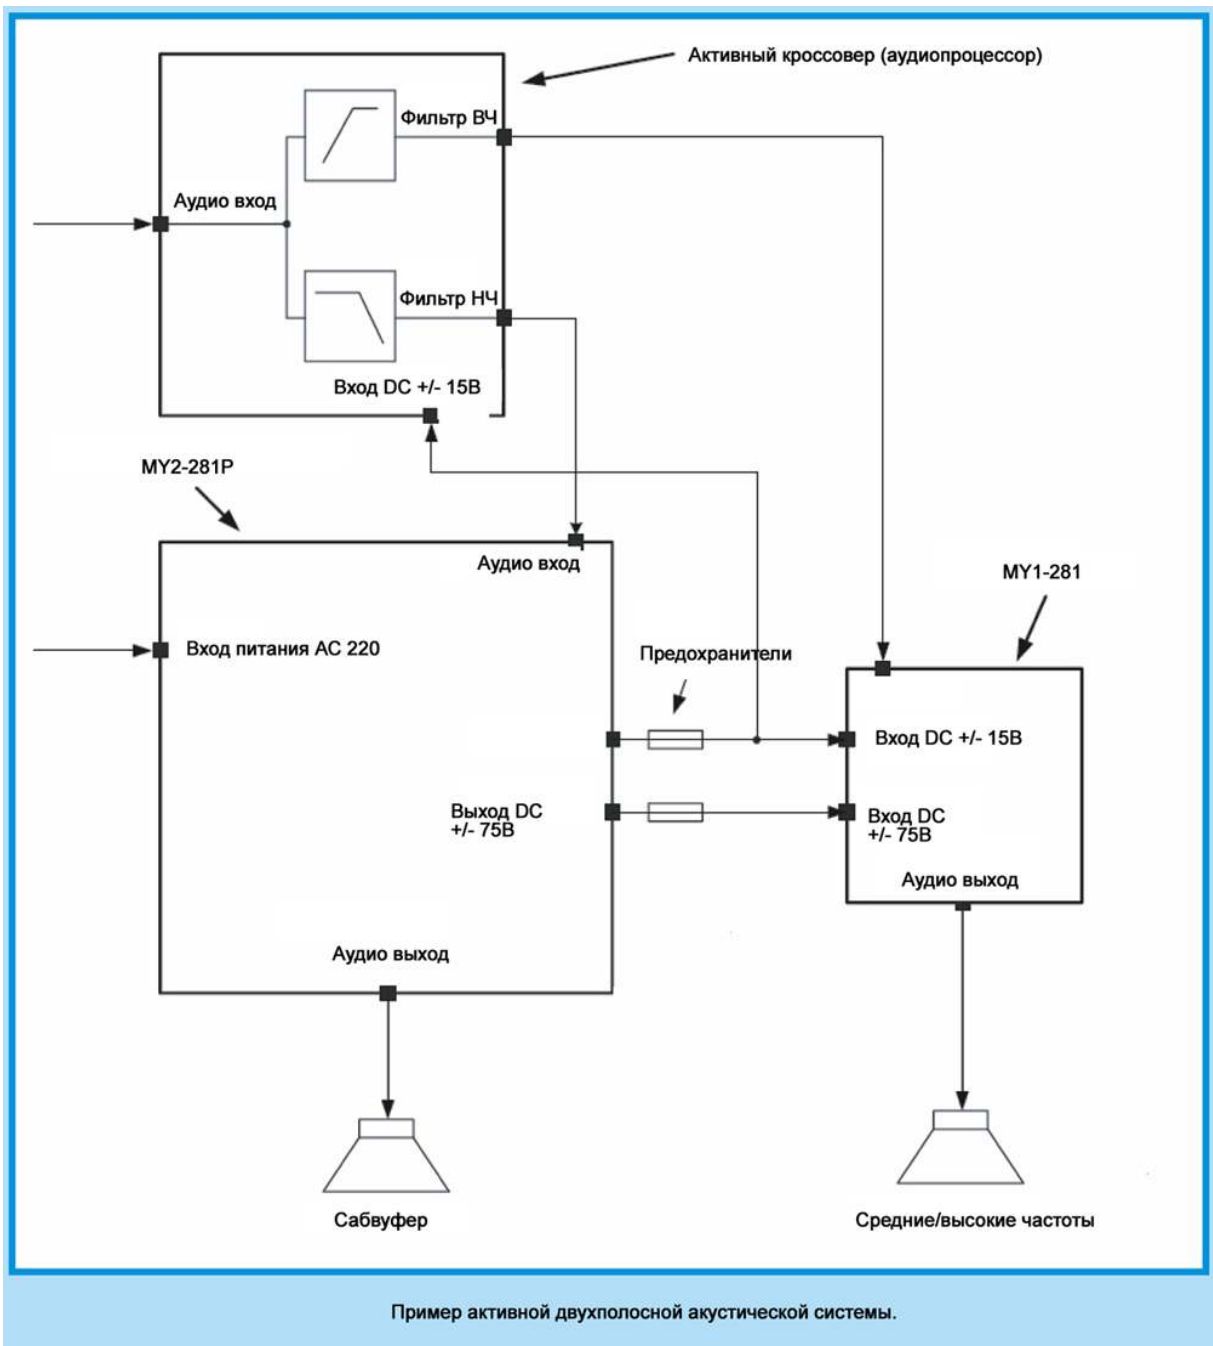 Активный кроссовер (аудиопроцессор)
Фильтр ВЧ
Аудио вход
Фильтр НЧ
Вход DC +/- 15В
MY2-281P
Аудио вход
MY1-281
Вход питания AC 220
Предохранители
Вход DC +/- 15В
Выход DC
+/- 75В
Вход DC
+/- 75В
Аудио выход
Аудио выход
Сабвуфер
Средние/высокие частоты
Пример активной двухполосной акустической системы.